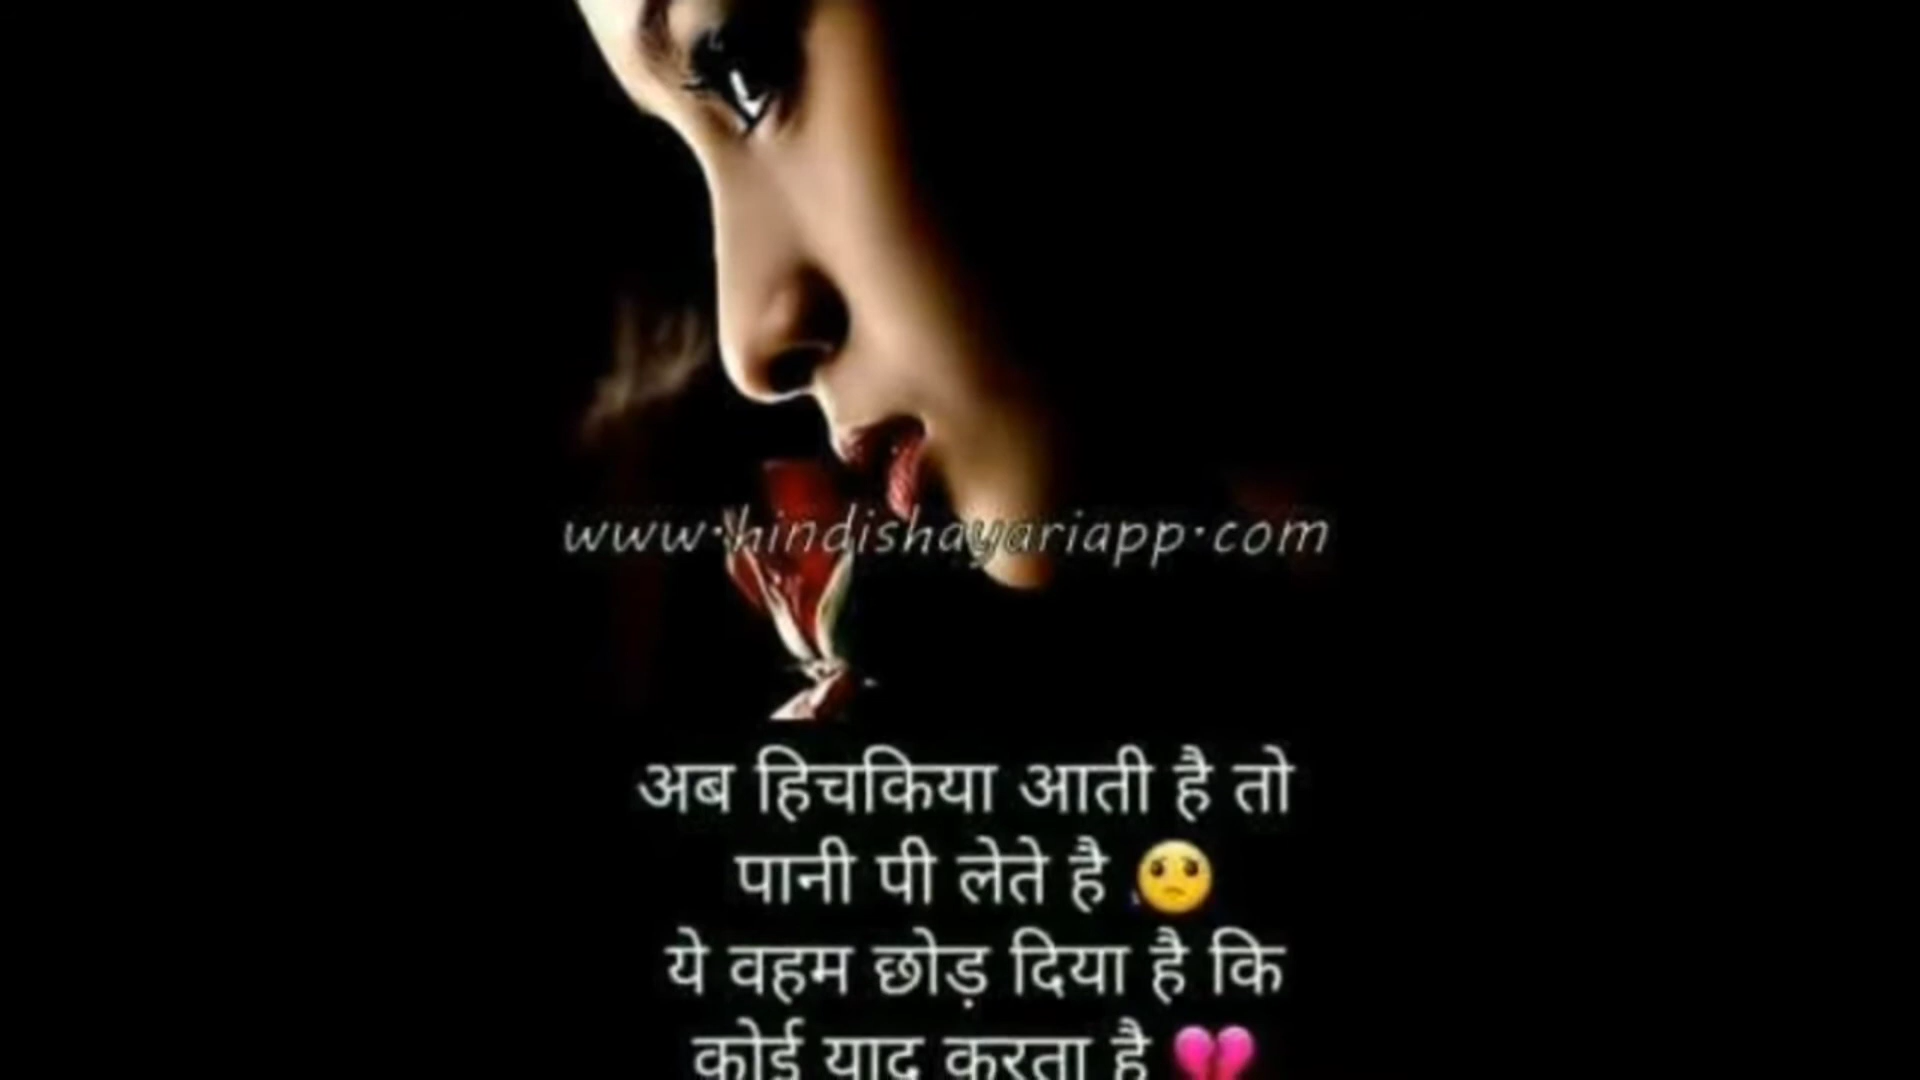 www.hindishayariapp.com
अब हिचकिया आती है तो
पानी पी लेते है 😟
ये वहम छोड़ दिया है कि
कोई याद करता है 💔